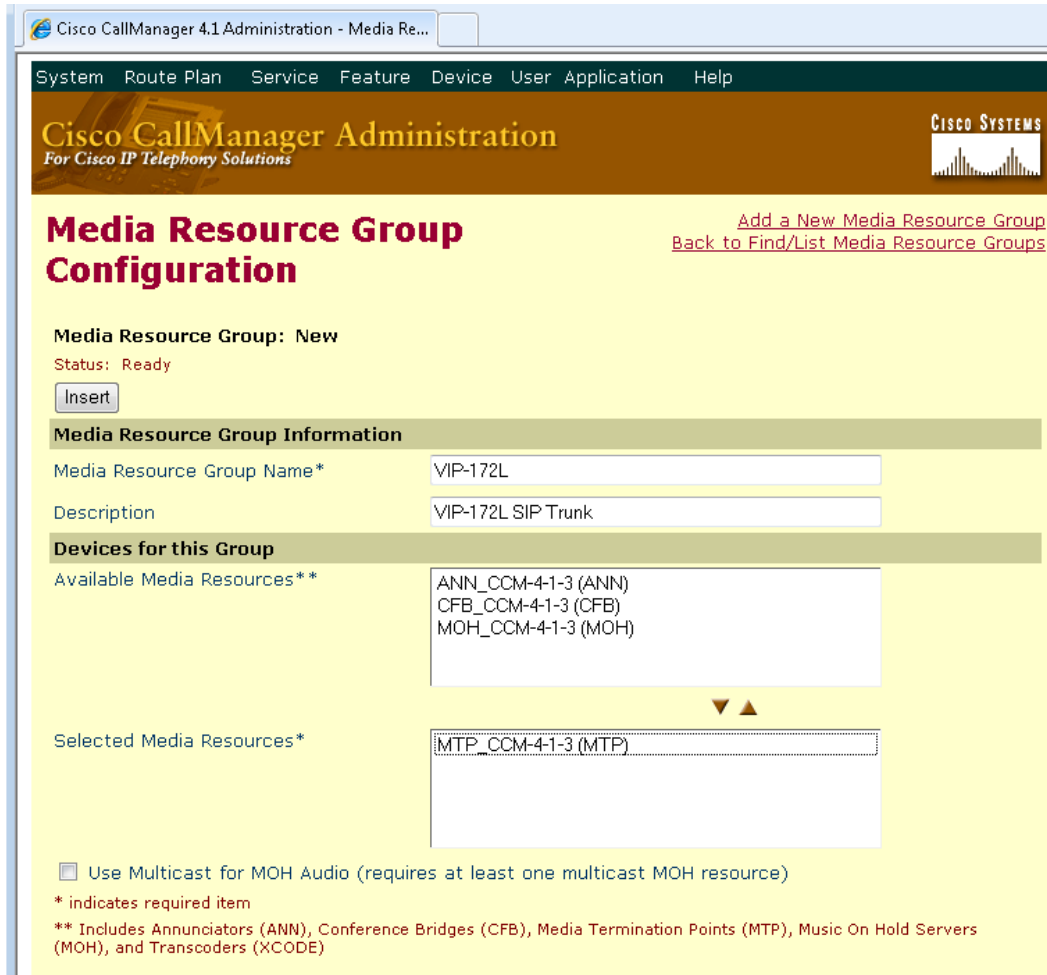 Cisco CallManager 4.1 Administration - Media Re...
System Route Plan Service Feature Device User Application Help
Cisco CallManager Administration
For Cisco IP Telephony Solutions
CISCO SYSTEMS
Media Resource Group
Configuration
Add a New Media Resource Group
Back to Find/List Media Resource Groups
Media Resource Group: New
Status: Ready
Insert
Media Resource Group Information
Media Resource Group Name*
VIP-172L
Description
VIP-172L SIP Trunk
Devices for this Group
Available Media Resources**
ANN_CCM-4-1-3 (ANN)
CFB_CCM-4-1-3 (CFB)
MOH_CCM-4-1-3 (MOH)
Selected Media Resources*
MTP_CCM-4-1-3 (MTP)
Use Multicast for MOH Audio (requires at least one multicast MOH resource)
* indicates required item
** Includes Annunciators (ANN), Conference Bridges (CFB), Media Termination Points (MTP), Music On Hold Servers
(MOH), and Transcoders (XCODE)